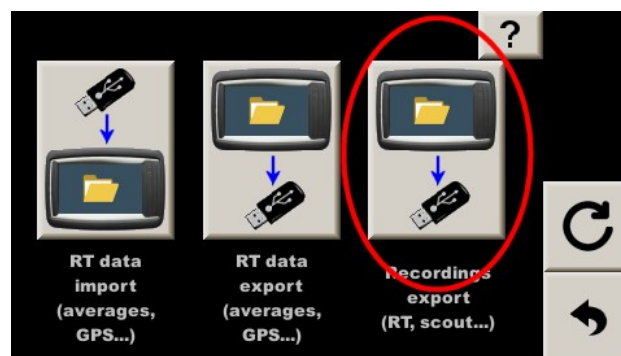 ?
RT data
import
(averages,
GPS...)
RT data
export
(averages,
GPS...)
Recordings
export
(RT, scout...)